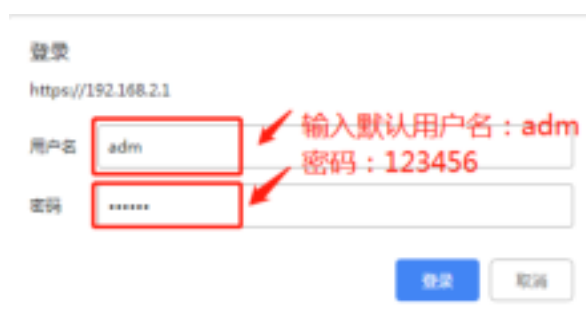 登录
https://192.168.2.1
输入默认用户名：adm
用户名 adm
密码：123456
密码 ••••••
登录 取消